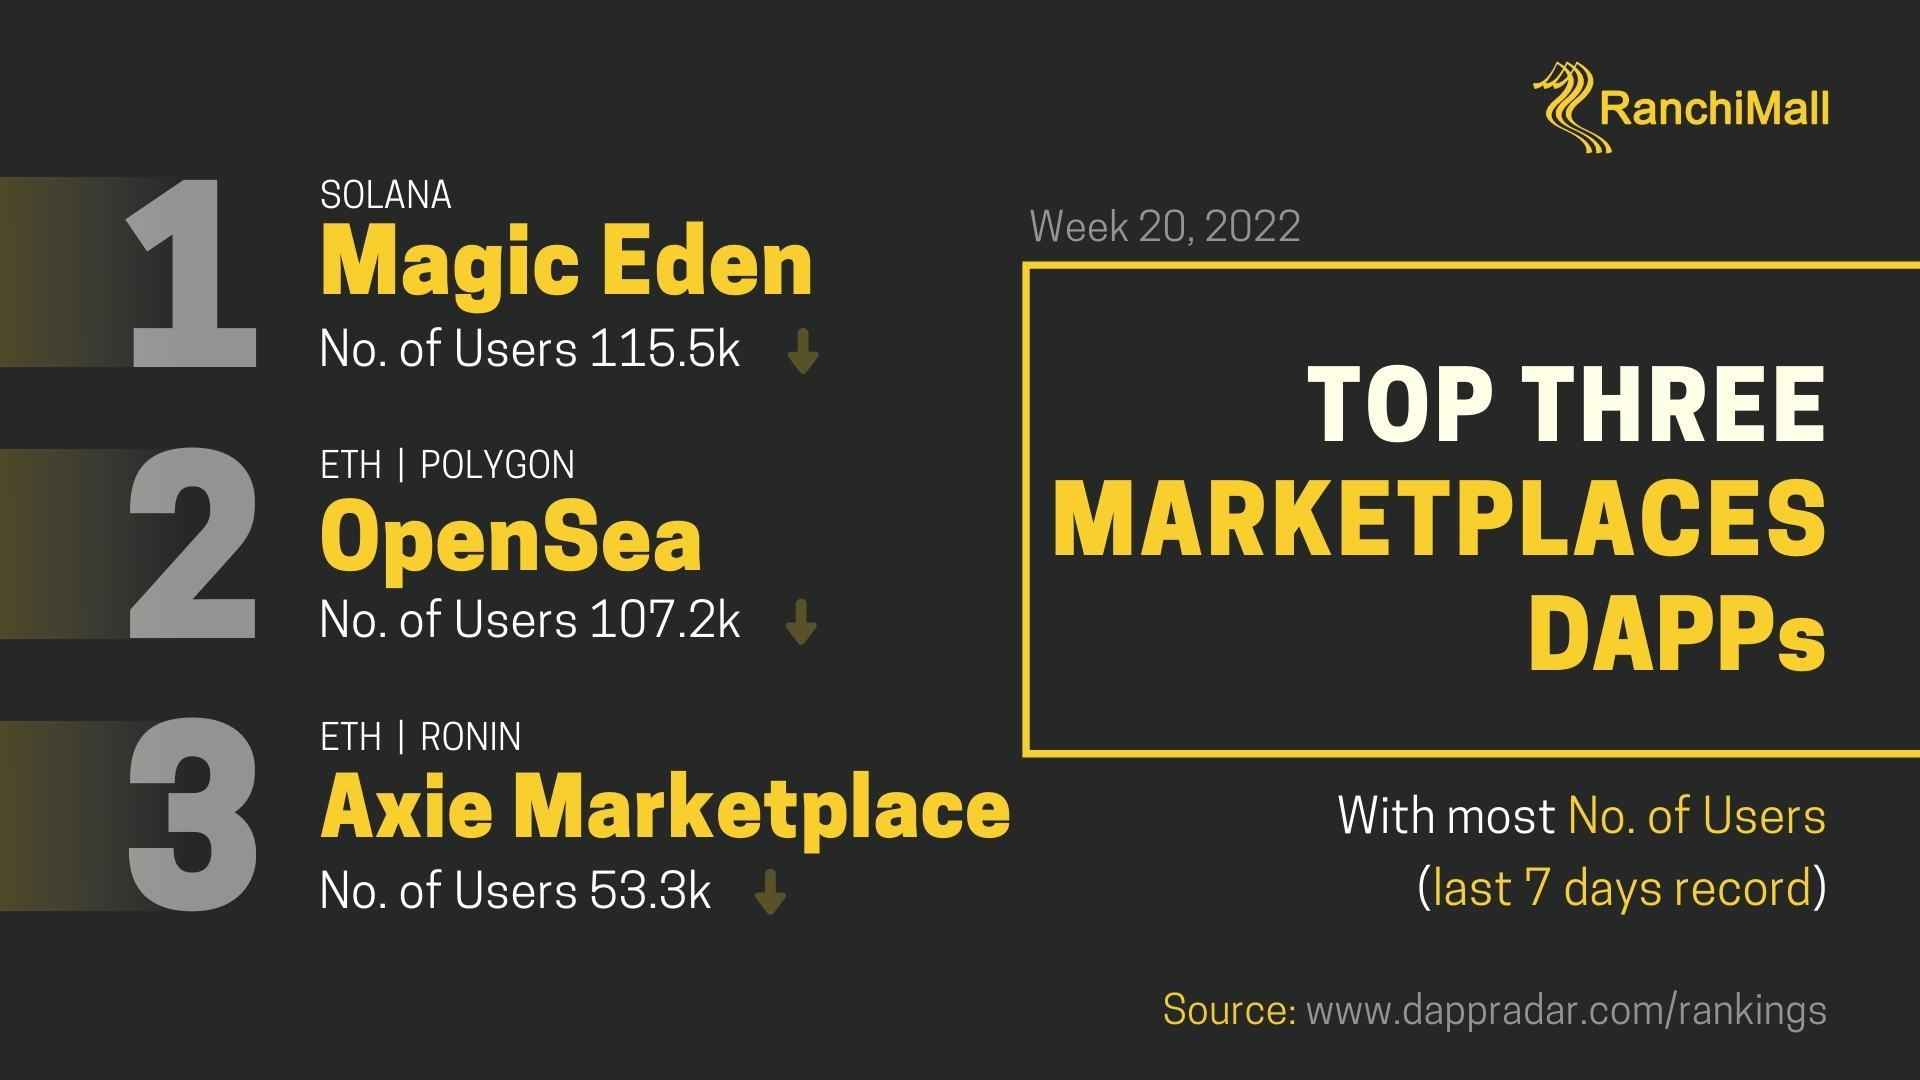 RanchiMall
1
SOLANA
Magic Eden
No. of Users 115.5k
2
ETH | POLYGON
OpenSea
No. of Users 107.2k
3
ETH | RONIN
Axie Marketplace
No. of Users 53.3k
Week 20, 2022
TOP THREE
MARKETPLACES
DAPPs
With most No. of Users
(last 7 days record)
Source: www.dappradar.com/rankings